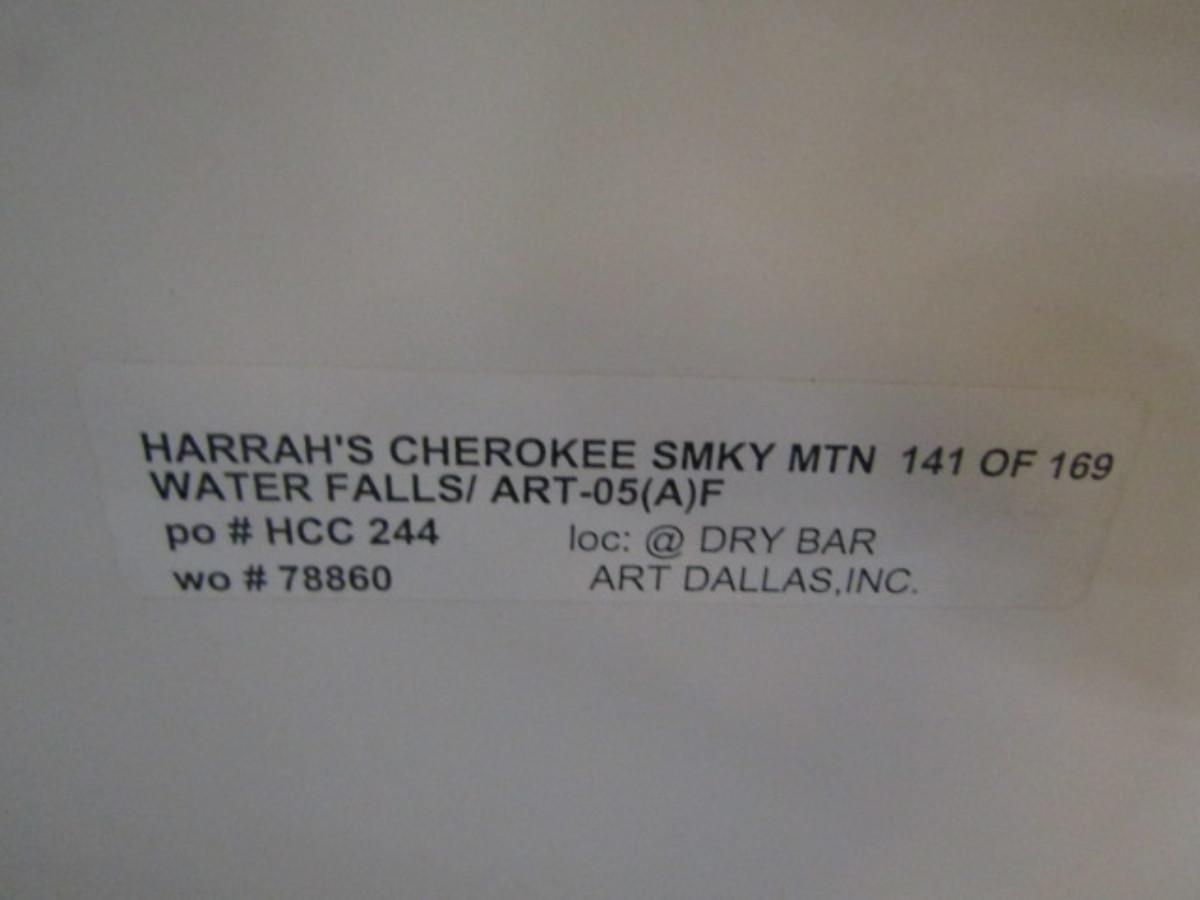 HARRAH'S CHEROKEE SMKY MTN 141 OF 169
WATER FALLS/ ART-05(A)F
po # HCC 244 loc: @ DRY BAR
wo # 78860 ART DALLAS,INC.